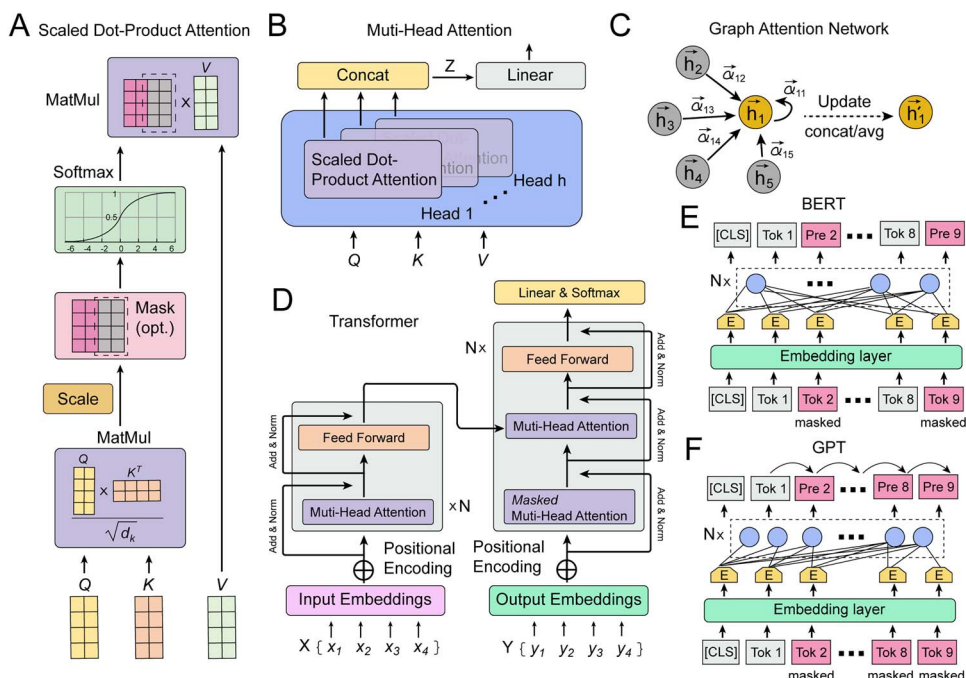 A Scaled Dot-Product Attention
MatMul
V
x
Softmax
1
0.5
-6 -4 -2 0 2 4 6
Mask
(opt.)
Scale
MatMul
Q
x
K^T
√d_k
Q K V
B Muti-Head Attention
Concat
Z
Linear
Scaled Dot-
Product Attention
Head h
Head 1
Q K V
C Graph Attention Network
h₂
α₁₂
α₁₁
h₃
α₁₃
h₁
Update
concat/avg
h′₁
α₁₄
α₁₅
h₄
h₅
D Transformer
Linear & Softmax
Nx
Feed Forward
Add & Norm
Muti-Head Attention
Add & Norm
Masked
Muti-Head Attention
Add & Norm
Feed Forward
Add & Norm
Muti-Head Attention
Add & Norm
xN
Positional
Encoding
Positional
Encoding
Input Embeddings
Output Embeddings
X { x₁ x₂ x₃ x₄ }
Y { y₁ y₂ y₃ y₄ }
E BERT
[CLS] Tok 1 Pre 2 Tok 8 Pre 9
Nx
E E E E E
Embedding layer
[CLS] Tok 1 Tok 2 Tok 8 Tok 9
masked masked
F GPT
[CLS] Tok 1 Pre 2 Pre 8 Pre 9
Nx
E E E E E
Embedding layer
[CLS] Tok 1 Tok 2 Tok 8 Tok 9
masked masked masked